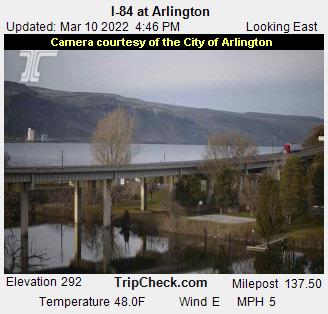 I-84 at Arlington
Updated: Mar 10 2022 4:46 PM Looking East
Camera courtesy of the City of Arlington
Elevation 292 TripCheck.com Milepost 137.50
Temperature 48.0F Wind E MPH 5